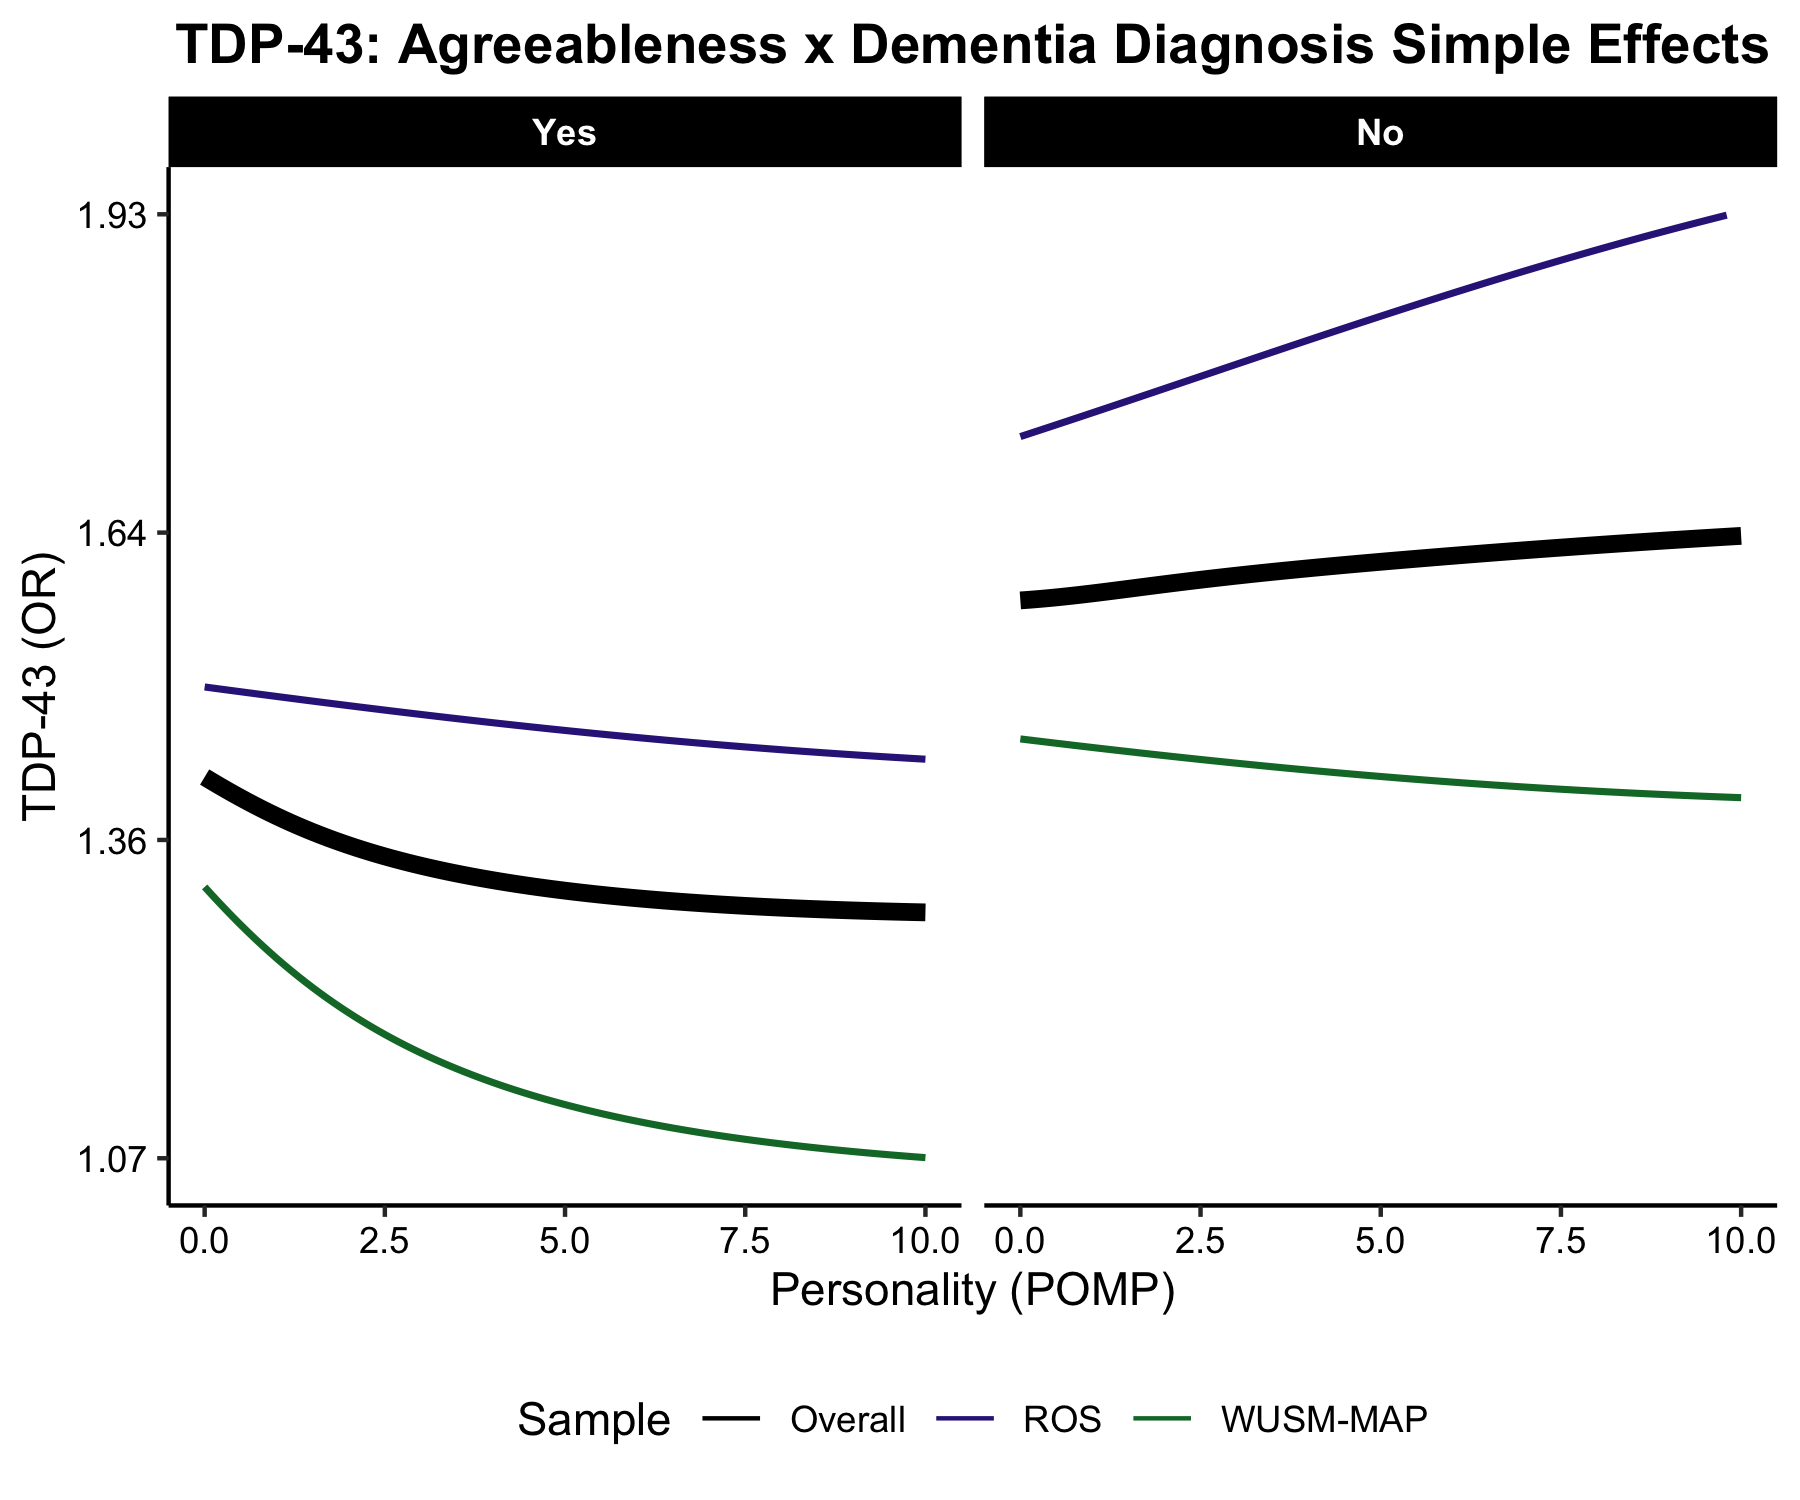 TDP-43: Agreeableness x Dementia Diagnosis Simple Effects
Yes
No
TDP-43 (OR)
1.93
1.64
1.36
1.07
0.0 2.5 5.0 7.5 10.0
0.0 2.5 5.0 7.5 10.0
Personality (POMP)
Sample Overall ROS WUSM-MAP